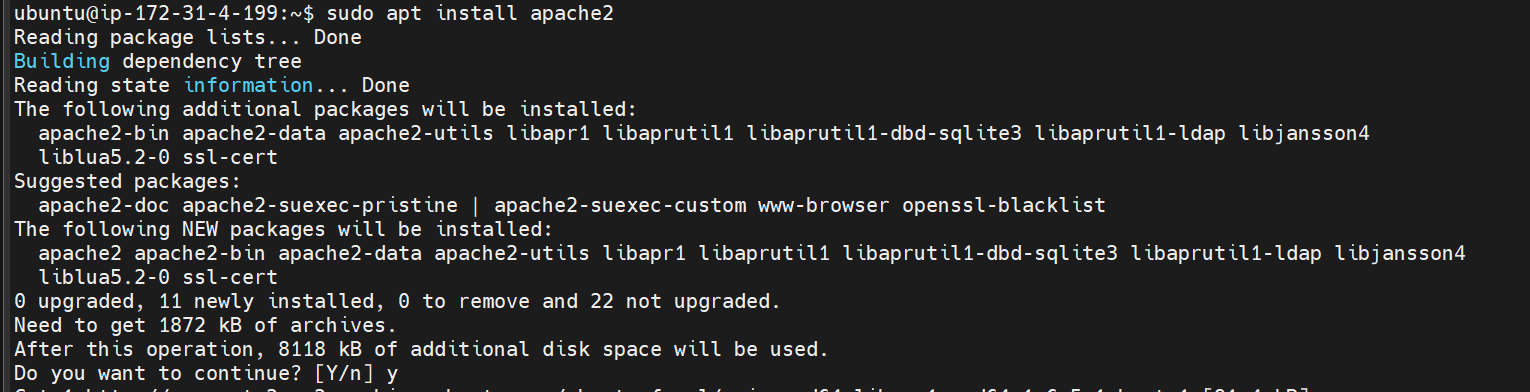 ubuntu@ip-172-31-4-199:~$ sudo apt install apache2
Reading package lists... Done
Building dependency tree
Reading state information... Done
The following additional packages will be installed:
  apache2-bin apache2-data apache2-utils libapr1 libaprutil1 libaprutil1-dbd-sqlite3 libaprutil1-ldap libjansson4
  liblua5.2-0 ssl-cert
Suggested packages:
  apache2-doc apache2-suexec-pristine | apache2-suexec-custom www-browser openssl-blacklist
The following NEW packages will be installed:
  apache2 apache2-bin apache2-data apache2-utils libapr1 libaprutil1 libaprutil1-dbd-sqlite3 libaprutil1-ldap libjansson4
  liblua5.2-0 ssl-cert
0 upgraded, 11 newly installed, 0 to remove and 22 not upgraded.
Need to get 1872 kB of archives.
After this operation, 8118 kB of additional disk space will be used.
Do you want to continue? [Y/n] y